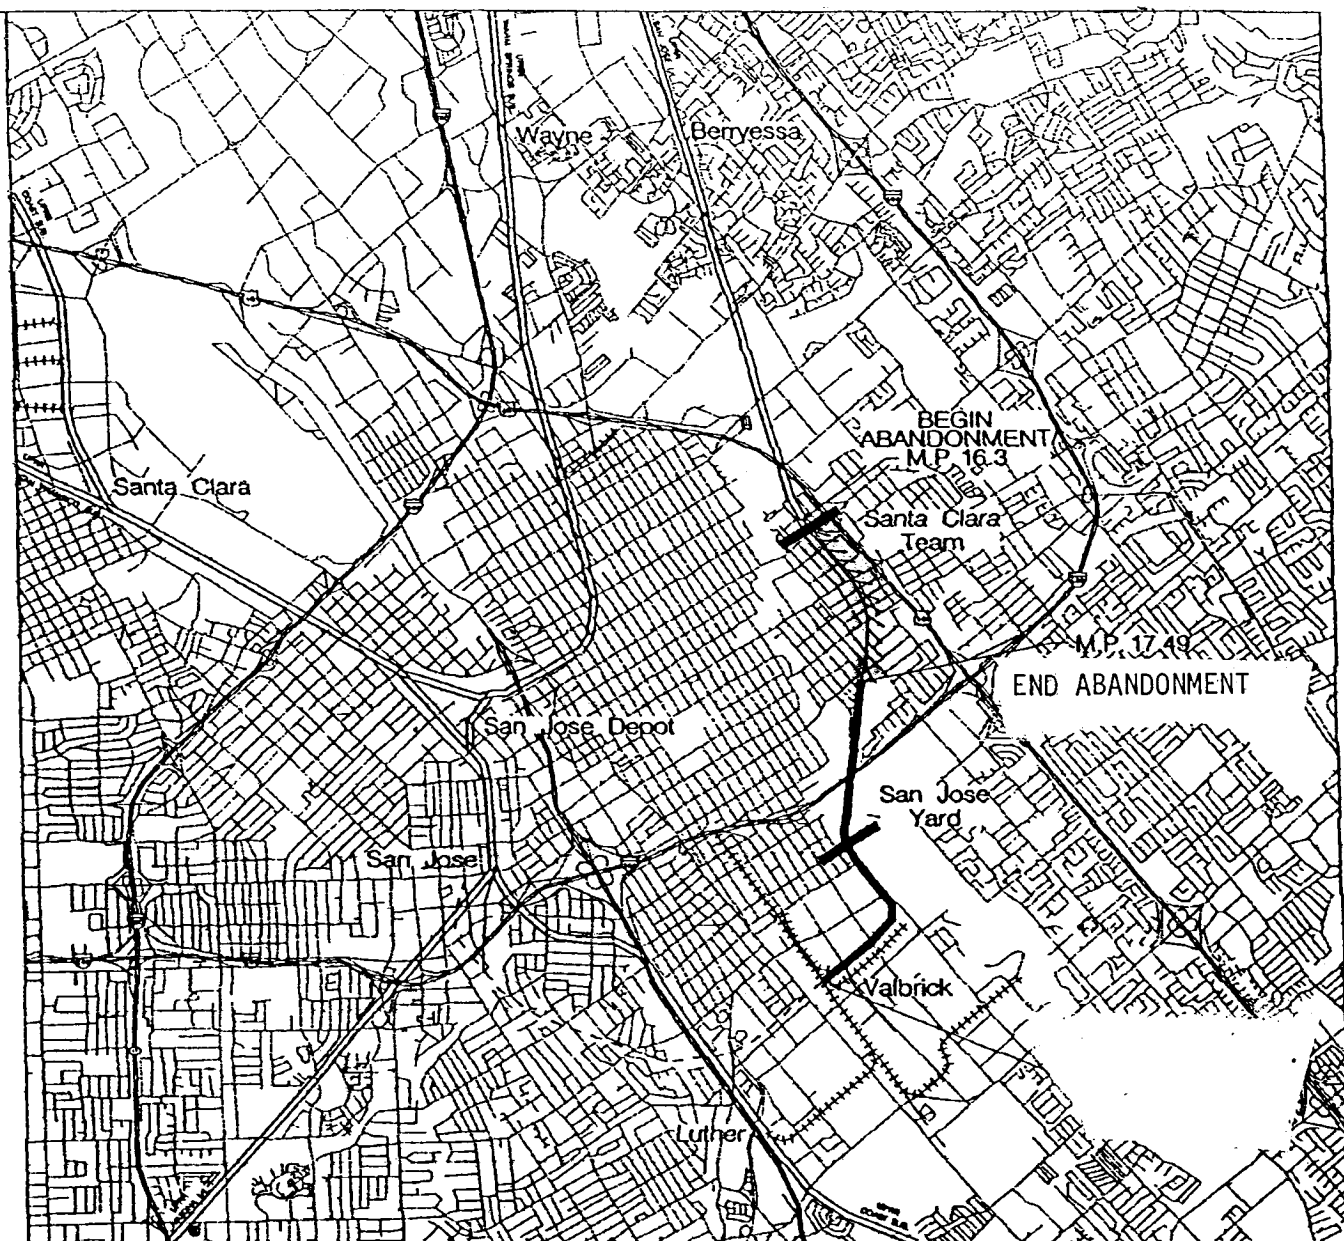 Wayne
Berryessa
BEGIN
ABANDONMENT
M.P. 16.3
Santa Clara
Santa Clara
Team
M.P. 17.49
END ABANDONMENT
San Jose Depot
San Jose
Yard
San Jose
Valbrick
Luther